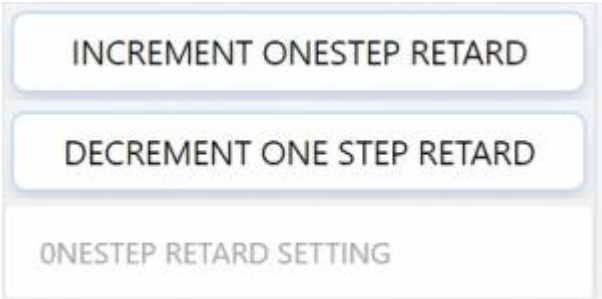 INCREMENT ONESTEP RETARD
DECREMENT ONE STEP RETARD
0NESTEP RETARD SETTING